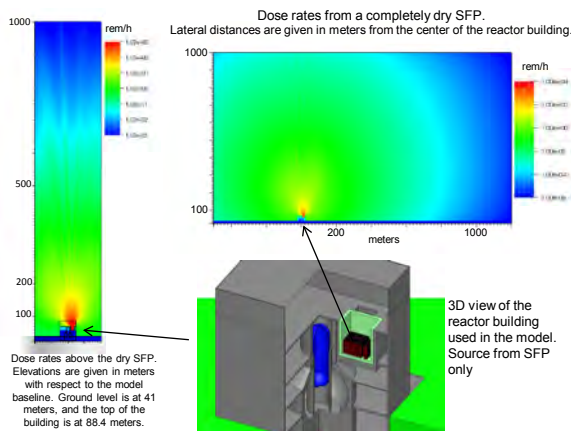 Dose rates from a completely dry SFP.
Lateral distances are given in meters from the center of the reactor building.
1000
rem/h
500
200
100
1000
rem/h
100
200
meters
1000
Dose rates above the dry SFP.
Elevations are given in meters
with respect to the model
baseline. Ground level is at 41
meters, and the top of the
building is at 88.4 meters.
3D view of the
reactor building
used in the model.
Source from SFP
only